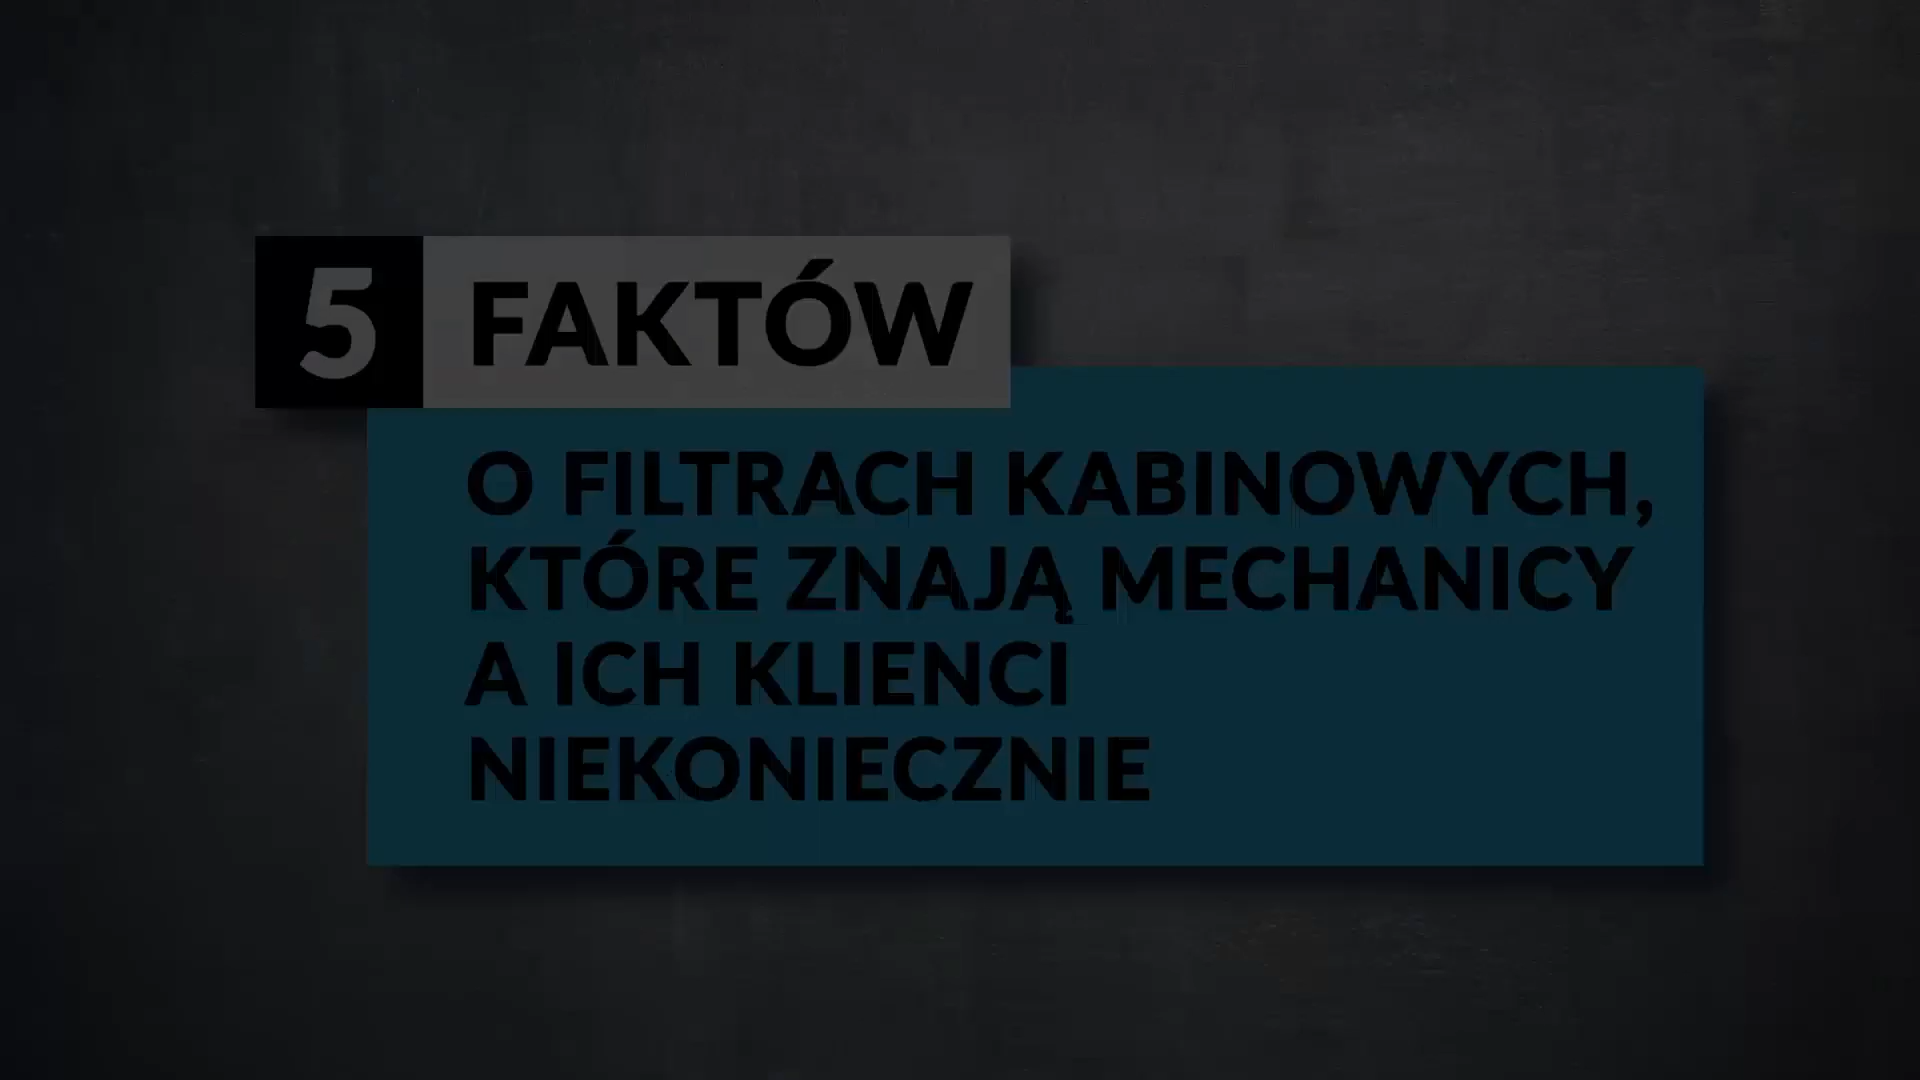 5 FAKTÓW
O FILTRACH KABINOWYCH,
KTÓRE ZNAJĄ MECHANICY
A ICH KLIENCI
NIEKONIECZNIE